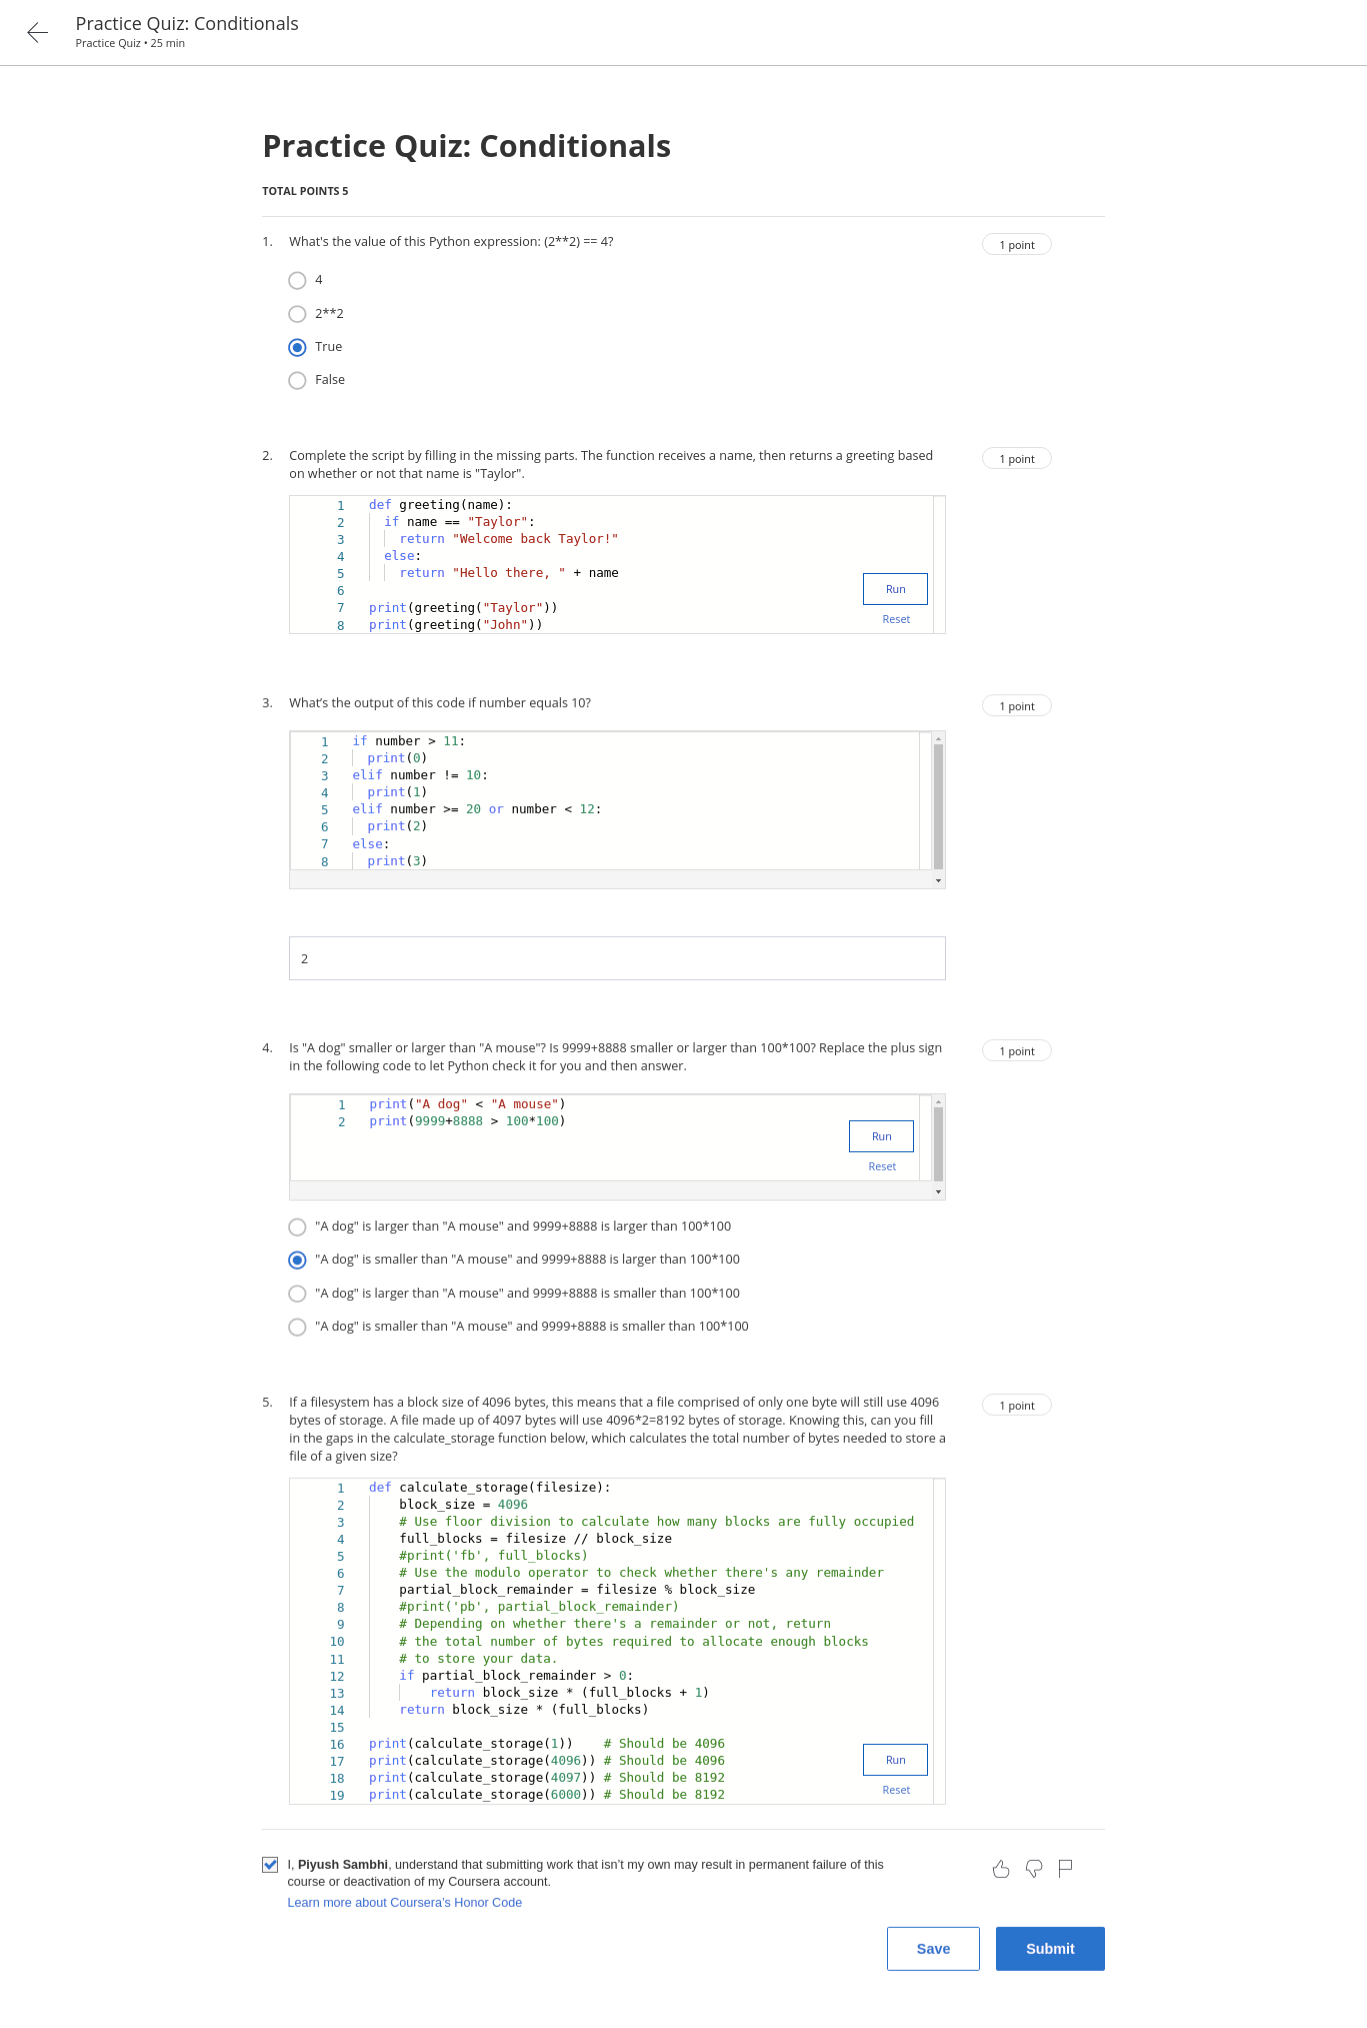 Practice Quiz: Conditionals
Practice Quiz • 25 min
Practice Quiz: Conditionals
TOTAL POINTS 5
1. What's the value of this Python expression: (2**2) == 4?
1 point
4
2**2
True
False
2. Complete the script by filling in the missing parts. The function receives a name, then returns a greeting based
on whether or not that name is "Taylor".
1 point
1 def greeting(name):
2   if name == "Taylor":
3     return "Welcome back Taylor!"
4   else:
5     return "Hello there, " + name
6
7 print(greeting("Taylor"))
8 print(greeting("John"))
Run
Reset
3. What’s the output of this code if number equals 10?
1 point
1 if number > 11:
2   print(0)
3 elif number != 10:
4   print(1)
5 elif number >= 20 or number < 12:
6   print(2)
7 else:
8   print(3)
2
4. Is "A dog" smaller or larger than "A mouse"? Is 9999+8888 smaller or larger than 100*100? Replace the plus sign
in the following code to let Python check it for you and then answer.
1 point
1 print("A dog" < "A mouse")
2 print(9999+8888 > 100*100)
Run
Reset
"A dog" is larger than "A mouse" and 9999+8888 is larger than 100*100
"A dog" is smaller than "A mouse" and 9999+8888 is larger than 100*100
"A dog" is larger than "A mouse" and 9999+8888 is smaller than 100*100
"A dog" is smaller than "A mouse" and 9999+8888 is smaller than 100*100
5. If a filesystem has a block size of 4096 bytes, this means that a file comprised of only one byte will still use 4096
bytes of storage. A file made up of 4097 bytes will use 4096*2=8192 bytes of storage. Knowing this, can you fill
in the gaps in the calculate_storage function below, which calculates the total number of bytes needed to store a
file of a given size?
1 point
1 def calculate_storage(filesize):
2     block_size = 4096
3     # Use floor division to calculate how many blocks are fully occupied
4     full_blocks = filesize // block_size
5     #print('fb', full_blocks)
6     # Use the modulo operator to check whether there's any remainder
7     partial_block_remainder = filesize % block_size
8     #print('pb', partial_block_remainder)
9     # Depending on whether there's a remainder or not, return
10     # the total number of bytes required to allocate enough blocks
11     # to store your data.
12     if partial_block_remainder > 0:
13         return block_size * (full_blocks + 1)
14     return block_size * (full_blocks)
15
16 print(calculate_storage(1))    # Should be 4096
17 print(calculate_storage(4096)) # Should be 4096
18 print(calculate_storage(4097)) # Should be 8192
19 print(calculate_storage(6000)) # Should be 8192
Run
Reset
I, Piyush Sambhi, understand that submitting work that isn’t my own may result in permanent failure of this
course or deactivation of my Coursera account.
Learn more about Coursera’s Honor Code
Save
Submit